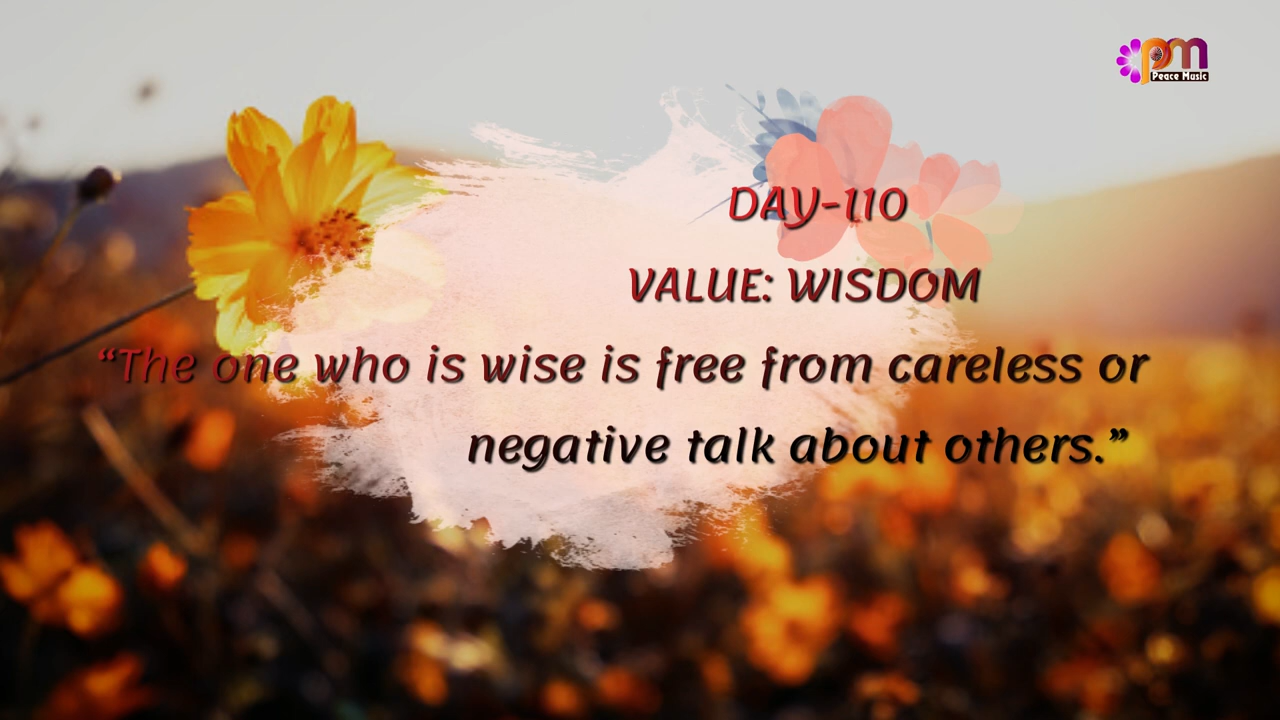 pm
Peace Music
DAY-110
VALUE: WISDOM
“The one who is wise is free from careless or
negative talk about others.”